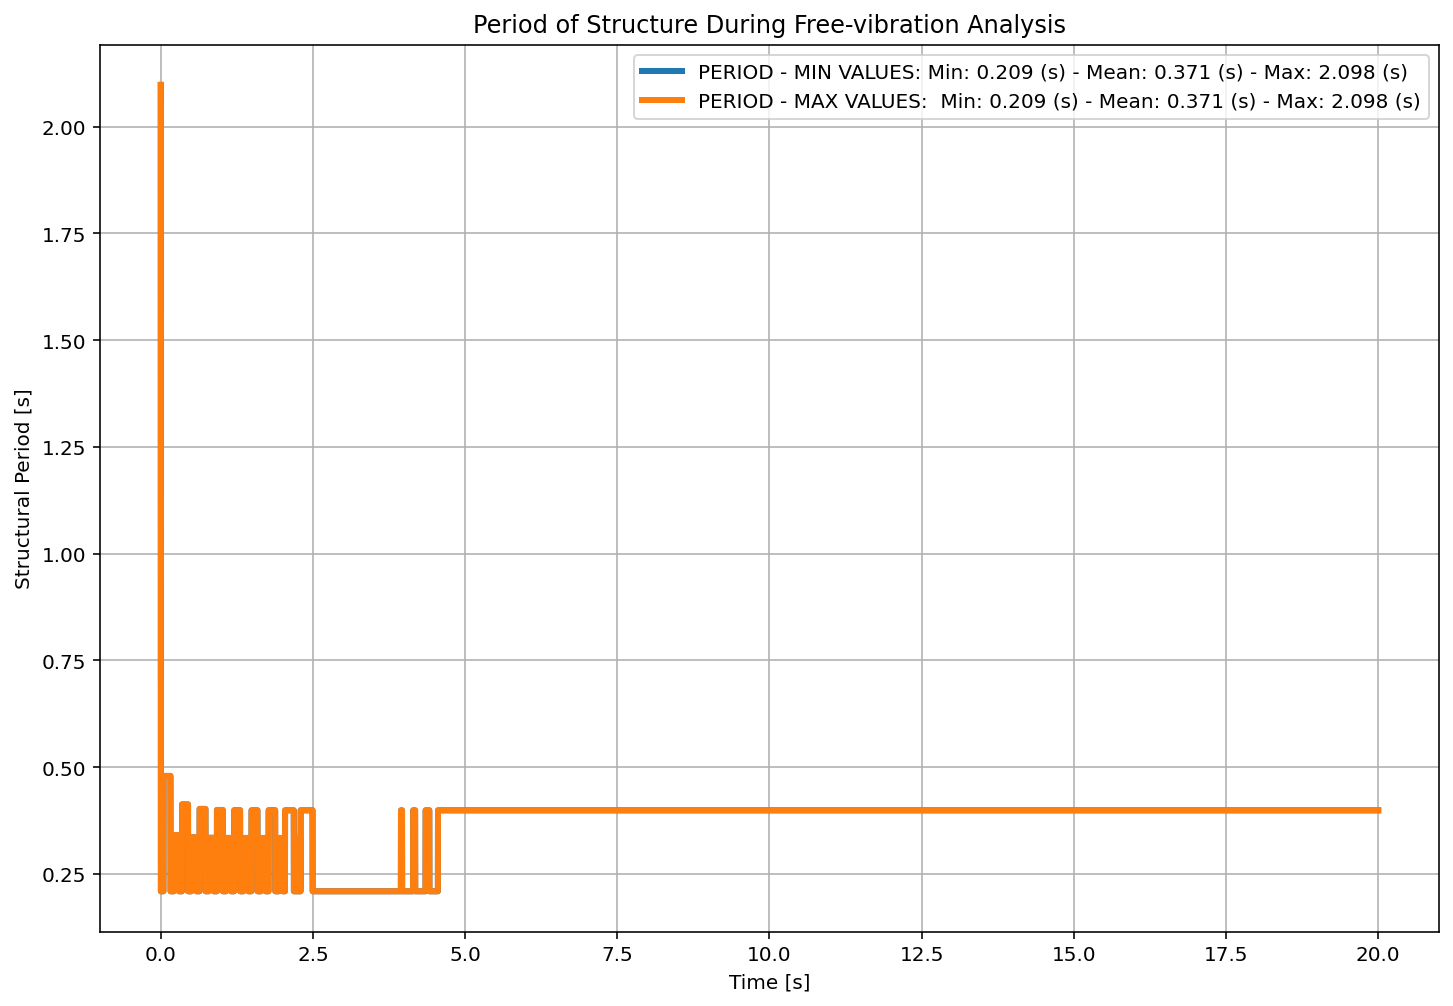 Period of Structure During Free-vibration Analysis
PERIOD - MIN VALUES: Min: 0.209 (s) - Mean: 0.371 (s) - Max: 2.098 (s)
PERIOD - MAX VALUES:  Min: 0.209 (s) - Mean: 0.371 (s) - Max: 2.098 (s)
Structural Period [s]
2.00
1.75
1.50
1.25
1.00
0.75
0.50
0.25
0.0 2.5 5.0 7.5 10.0 12.5 15.0 17.5 20.0
Time [s]